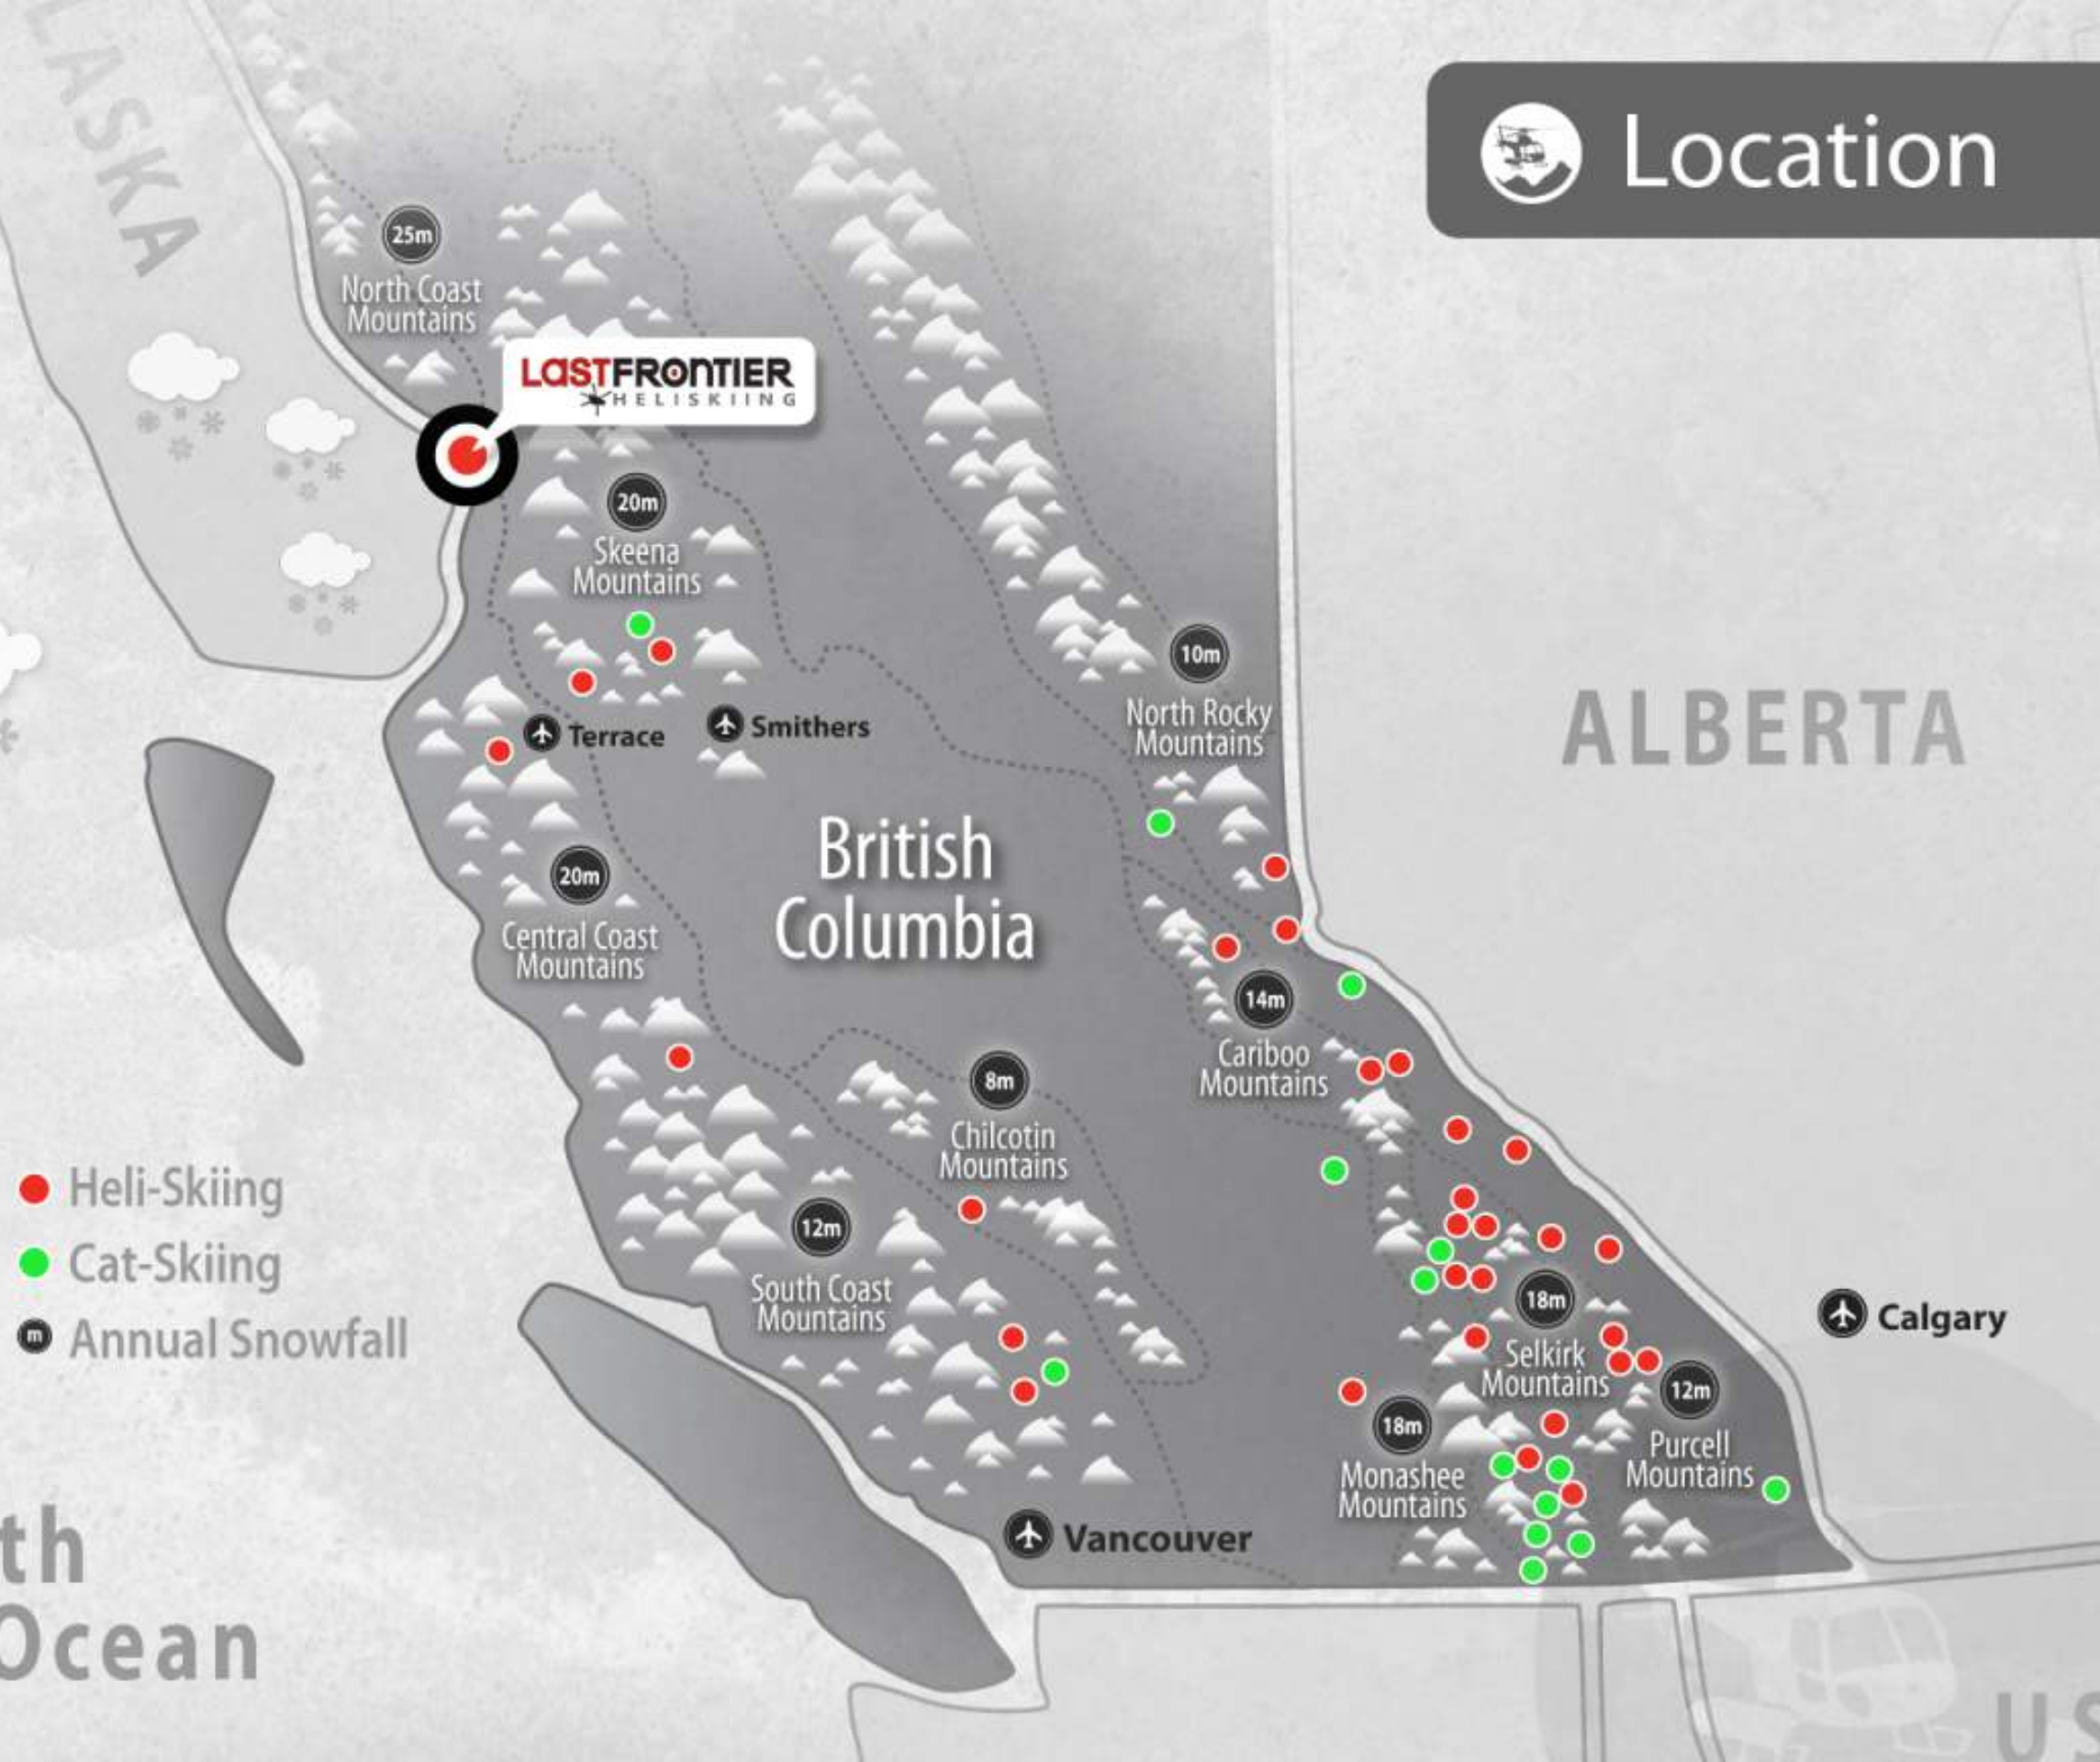 LASKA
Location
25m
North Coast
Mountains
LASTFRONTIER
HELISKIING
20m
Skeena
Mountains
10m
North Rocky
Mountains
ALBERTA
Terrace
Smithers
British
Columbia
20m
Central Coast
Mountains
14m
Cariboo
Mountains
8m
Chilcotin
Mountains
Heli-Skiing
Cat-Skiing
m Annual Snowfall
12m
South Coast
Mountains
18m
Selkirk
Mountains
Calgary
12m
Purcell
Mountains
18m
Monashee
Mountains
Vancouver
th
Ocean
US